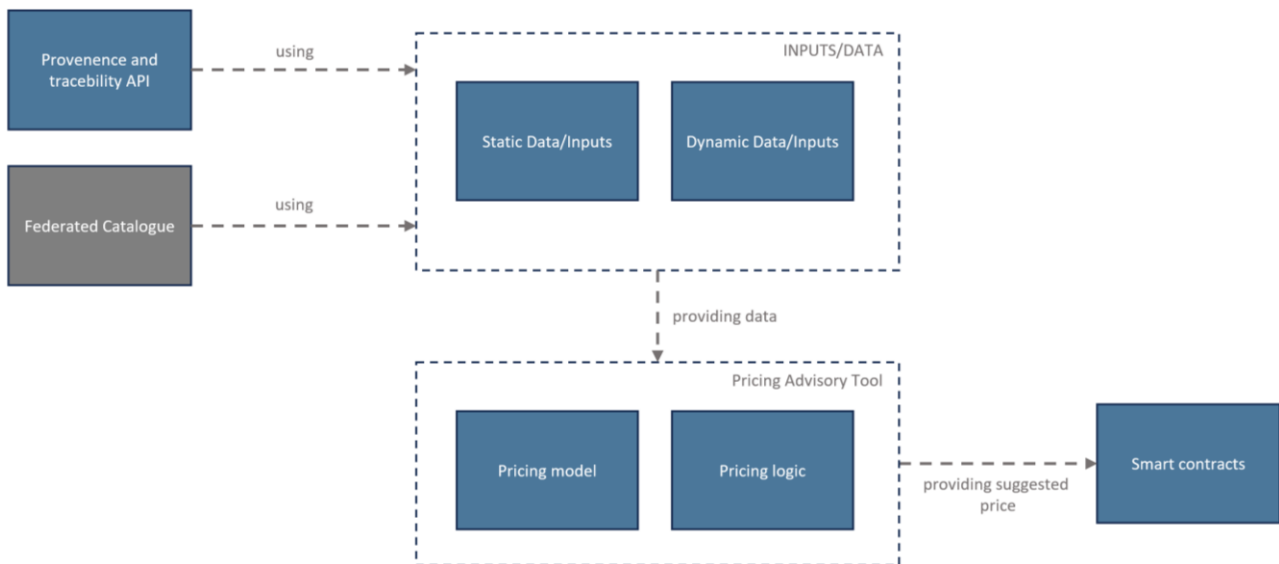 Provenence and
tracebility API
using
INPUTS/DATA
Static Data/Inputs
Dynamic Data/Inputs
Federated Catalogue
using
providing data
Pricing Advisory Tool
Pricing model
Pricing logic
providing suggested
price
Smart contracts